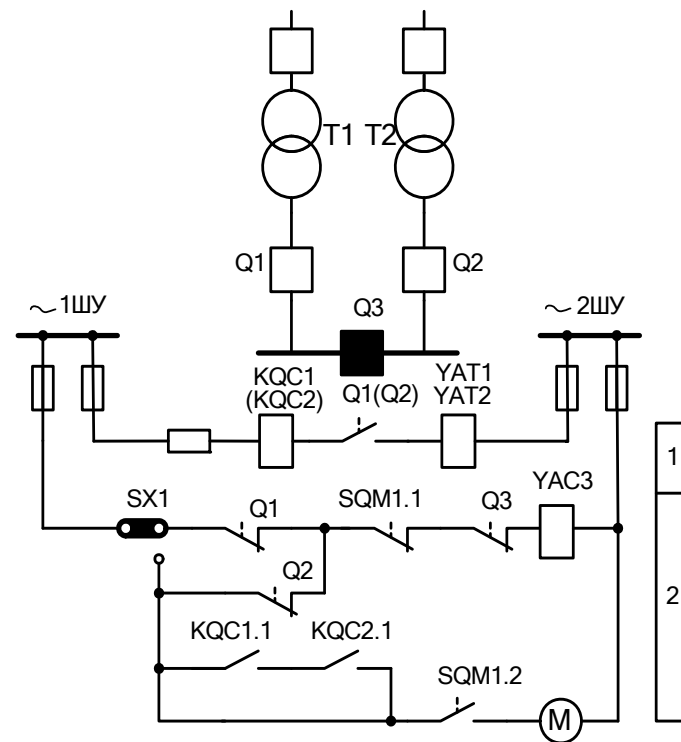 T1 T2
Q1 Q2
Q3
~ 1ШУ ~ 2ШУ
KQC1
(KQC2)
Q1(Q2)
YAT1
YAT2
1
SX1 Q1 SQM1.1 Q3 YAC3
Q2
2
KQC1.1 KQC2.1
SQM1.2
M